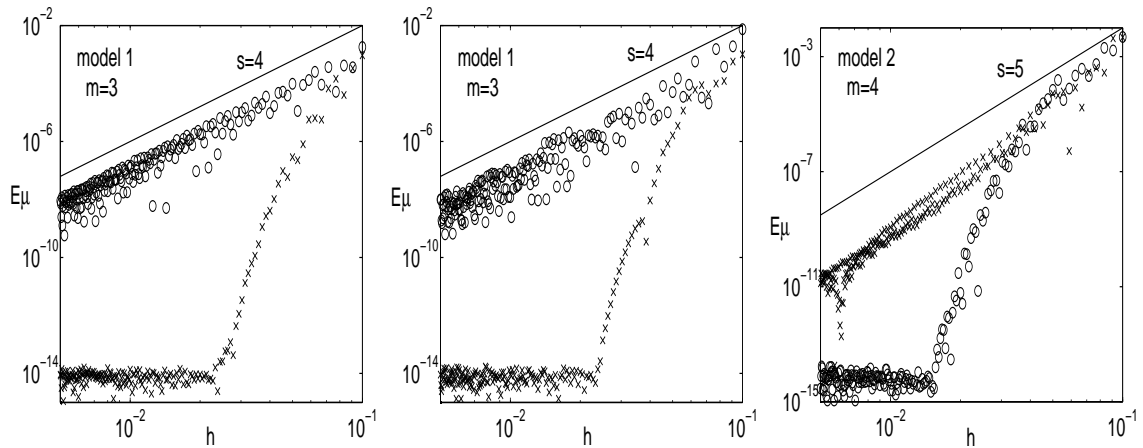 10⁻²
model 1
m=3
s=4
10⁻⁶
Eμ
10⁻¹⁰
10⁻¹⁴
10⁻²
h
10⁻¹
10⁻²
model 1
m=3
s=4
10⁻⁶
Eμ
10⁻¹⁰
10⁻¹⁴
10⁻²
h
10⁻¹
10⁻³
model 2
m=4
s=5
10⁻⁷
Eμ
10⁻¹¹
10⁻¹⁵
10⁻²
h
10⁻¹